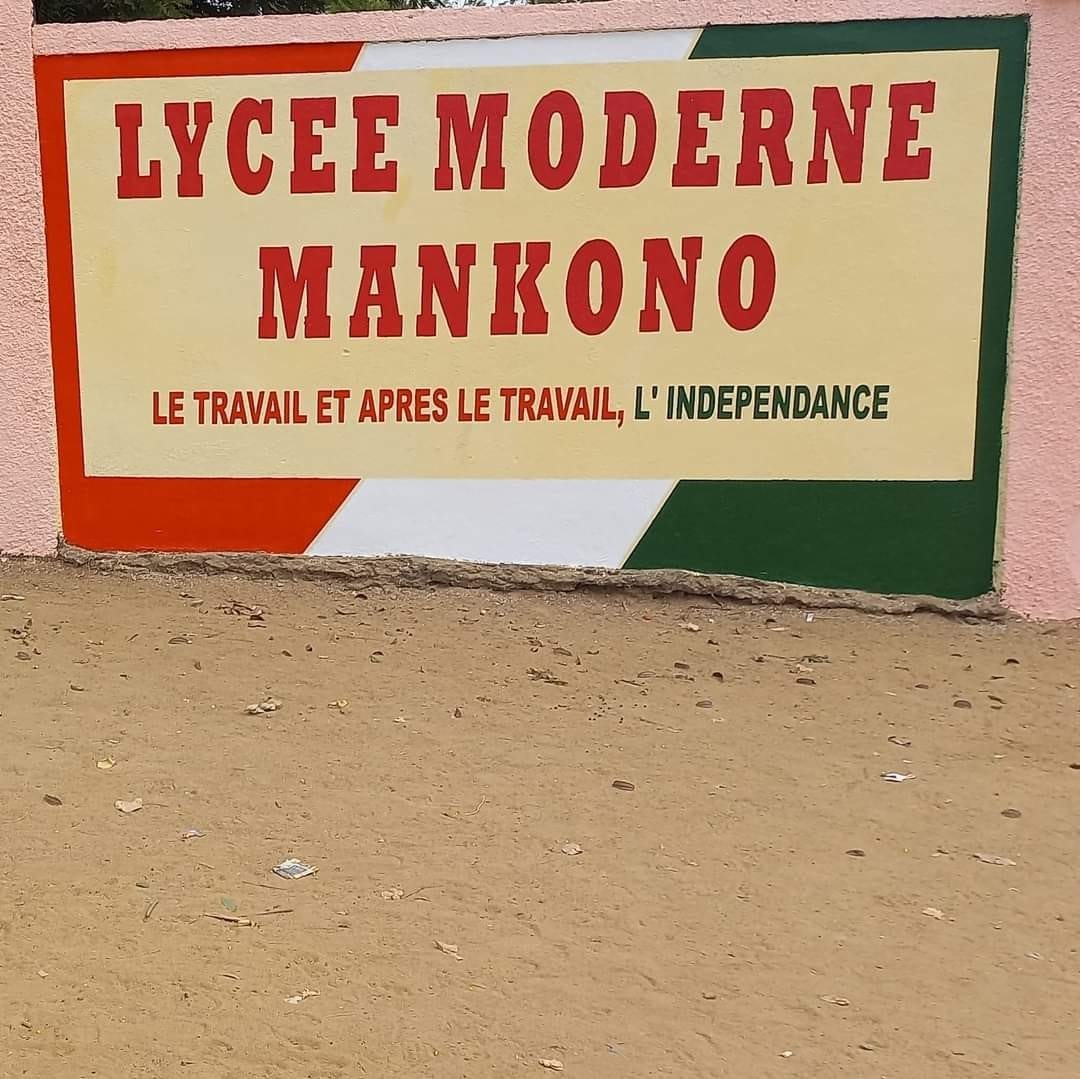 LYCEE MODERNE
MANKONO
LE TRAVAIL ET APRES LE TRAVAIL, L' INDEPENDANCE